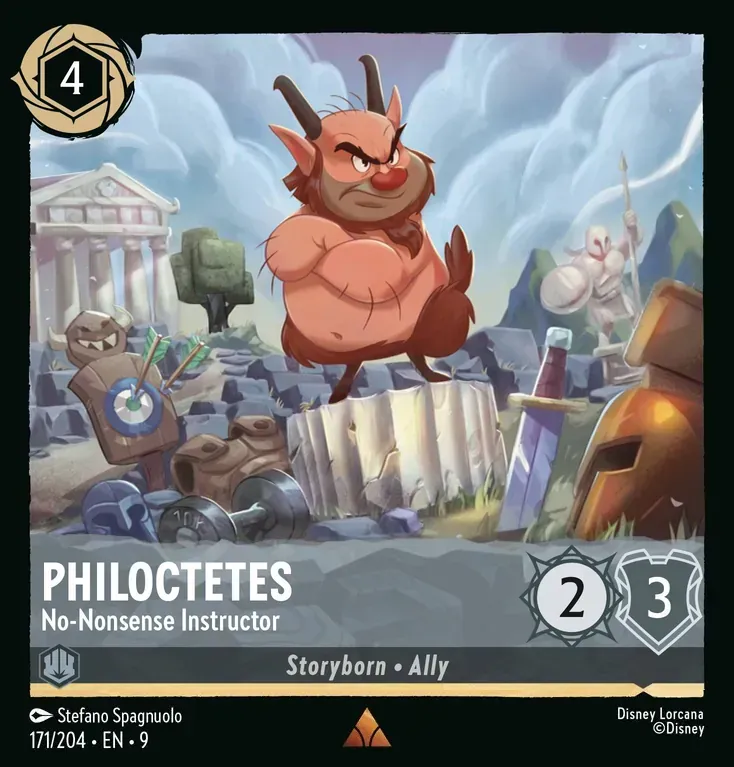 4
PHILOCTETES
No-Nonsense Instructor
2
3
Storyborn • Ally
Stefano Spagnuolo
171/204 • EN • 9
Disney Lorcana
©Disney